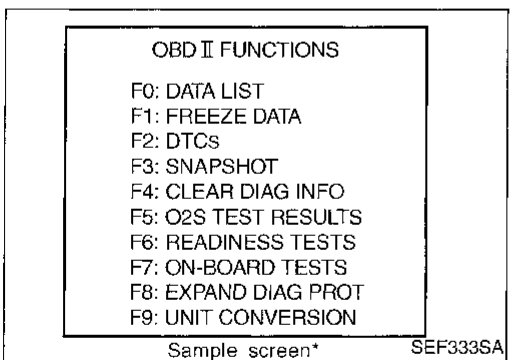 OBD II FUNCTIONS
F0: DATA LIST
F1: FREEZE DATA
F2: DTCs
F3: SNAPSHOT
F4: CLEAR DIAG INFO
F5: O2S TEST RESULTS
F6: READINESS TESTS
F7: ON-BOARD TESTS
F8: EXPAND DIAG PROT
F9: UNIT CONVERSION
Sample screen* SEF333SA